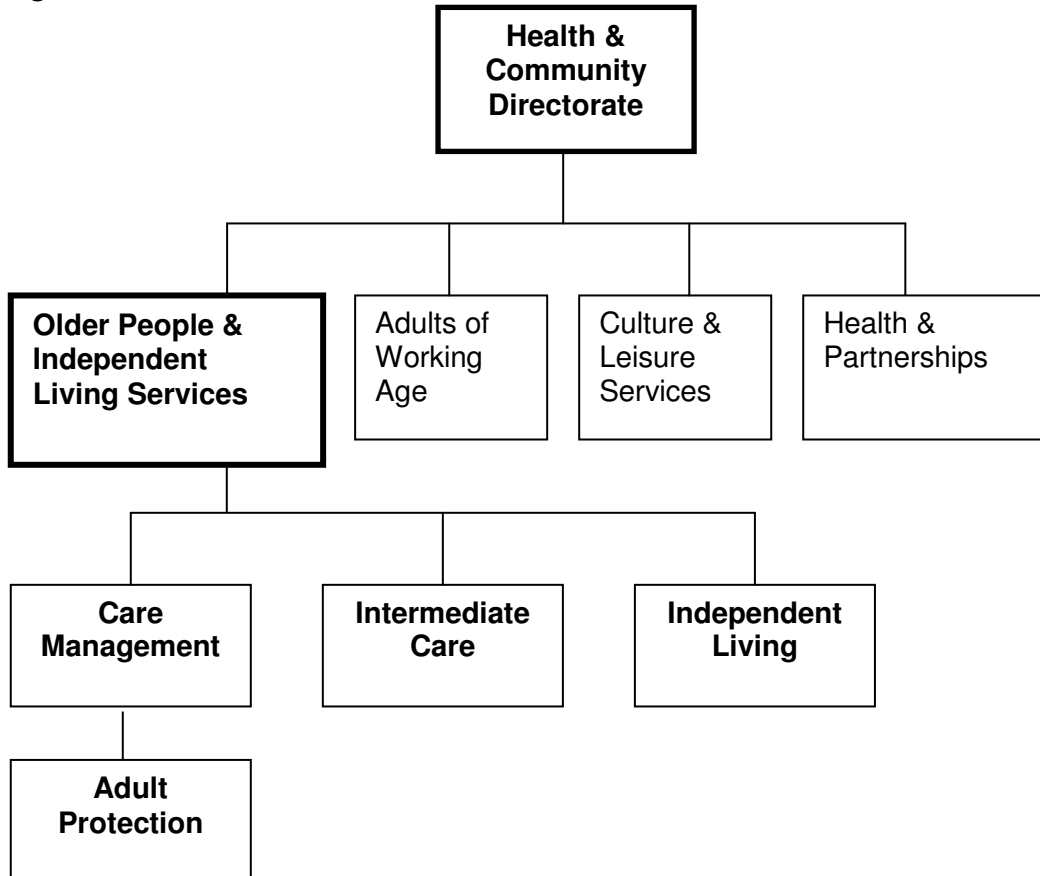 Health &
Community
Directorate
Older People &
Independent
Living Services
Adults of
Working
Age
Culture &
Leisure
Services
Health &
Partnerships
Care
Management
Intermediate
Care
Independent
Living
Adult
Protection